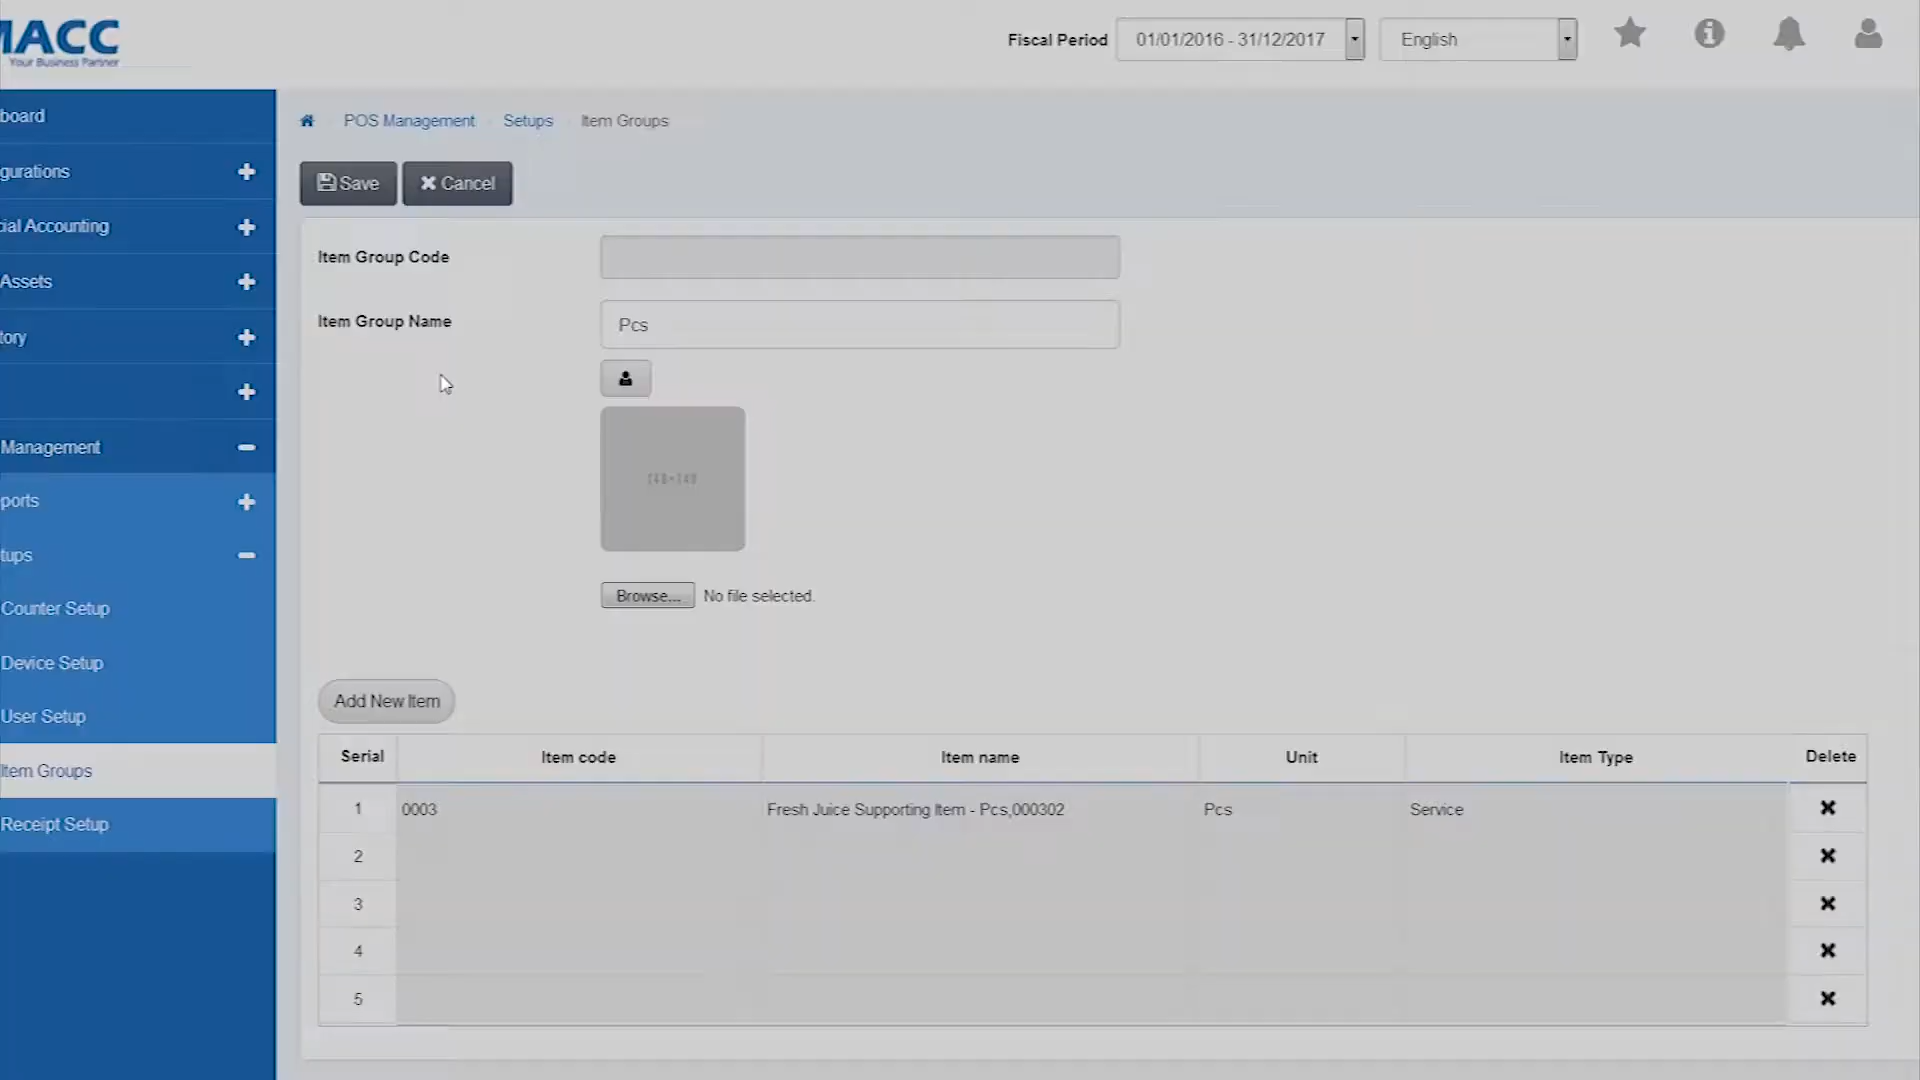 MACC
Your Business Partner
Fiscal Period
01/01/2016 - 31/12/2017
English
board
gurations
cial Accounting
Assets
tory
Management
ports
tups
Counter Setup
Device Setup
User Setup
Item Groups
Receipt Setup
POS Management
Setups
Item Groups
Save
Cancel
Item Group Code
Item Group Name
Pcs
Browse...
No file selected.
Add New Item
Serial Item code Item name Unit Item Type Delete
1 0003 Fresh Juice Supporting Item - Pcs,000302 Pcs Service
2
3
4
5